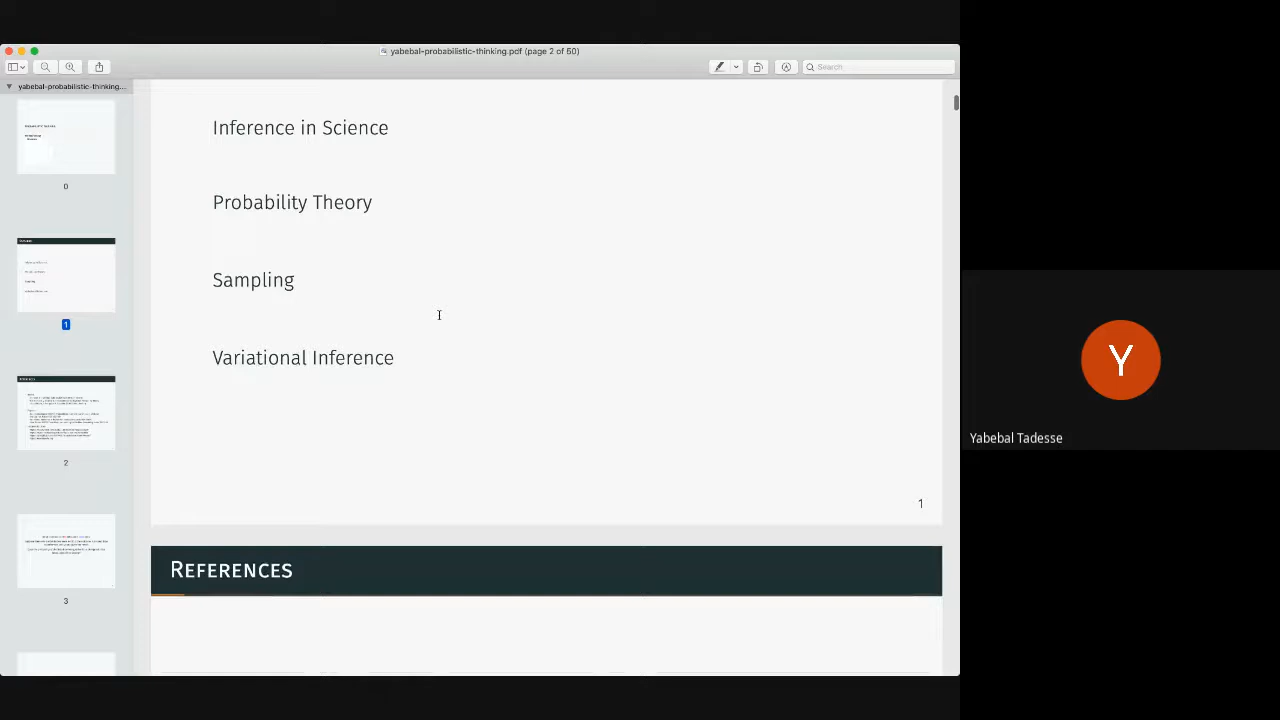 yabebal-probabilistic-thinking.pdf (page 2 of 50)
Search
yabebal-probabilistic-thinking...
0
1
2
3
Inference in Science
Probability Theory
Sampling
Variational Inference
1
References
Y
Yabebal Tadesse